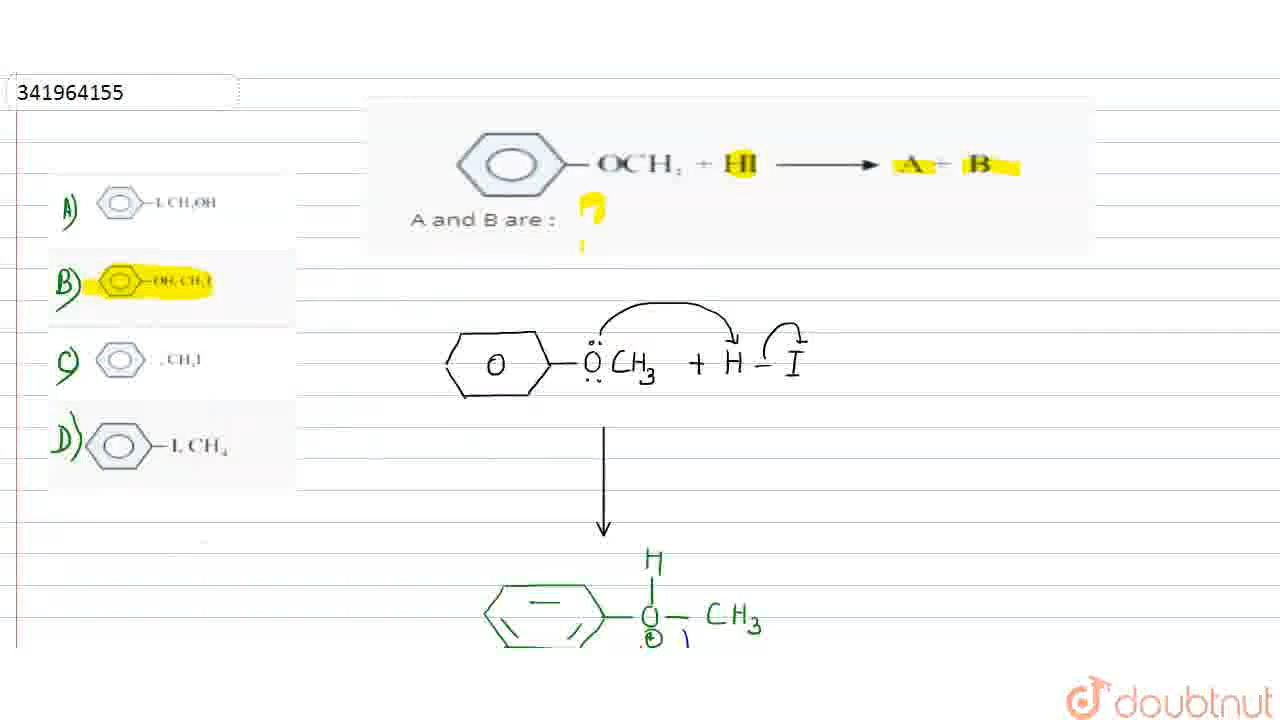 341964155
OCH₃ + HI → A + B
A and B are : ?
A) I, CH₃OH
B) OH, CH₃I
C) , CH₃I
D) I, CH₄
OCH₃ + H - I
H
O - CH₃
⊕
doubtnut